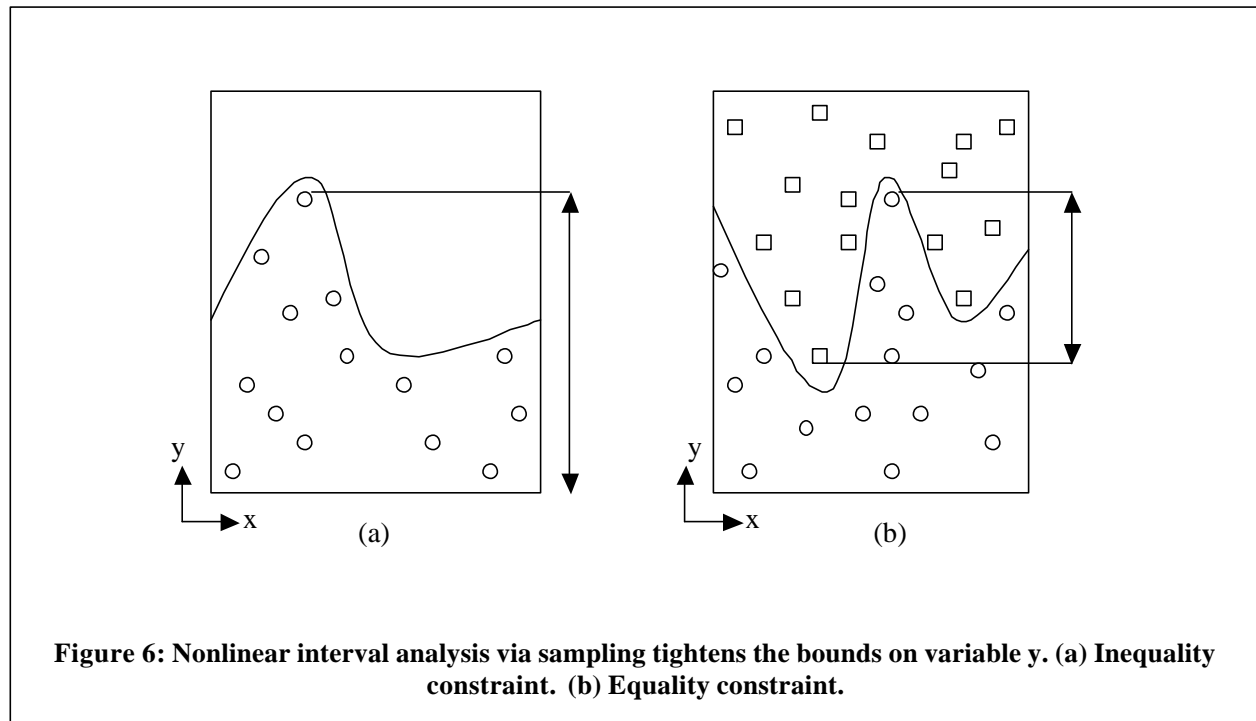 y
x
(a)
y
x
(b)
Figure 6: Nonlinear interval analysis via sampling tightens the bounds on variable y. (a) Inequality
constraint. (b) Equality constraint.